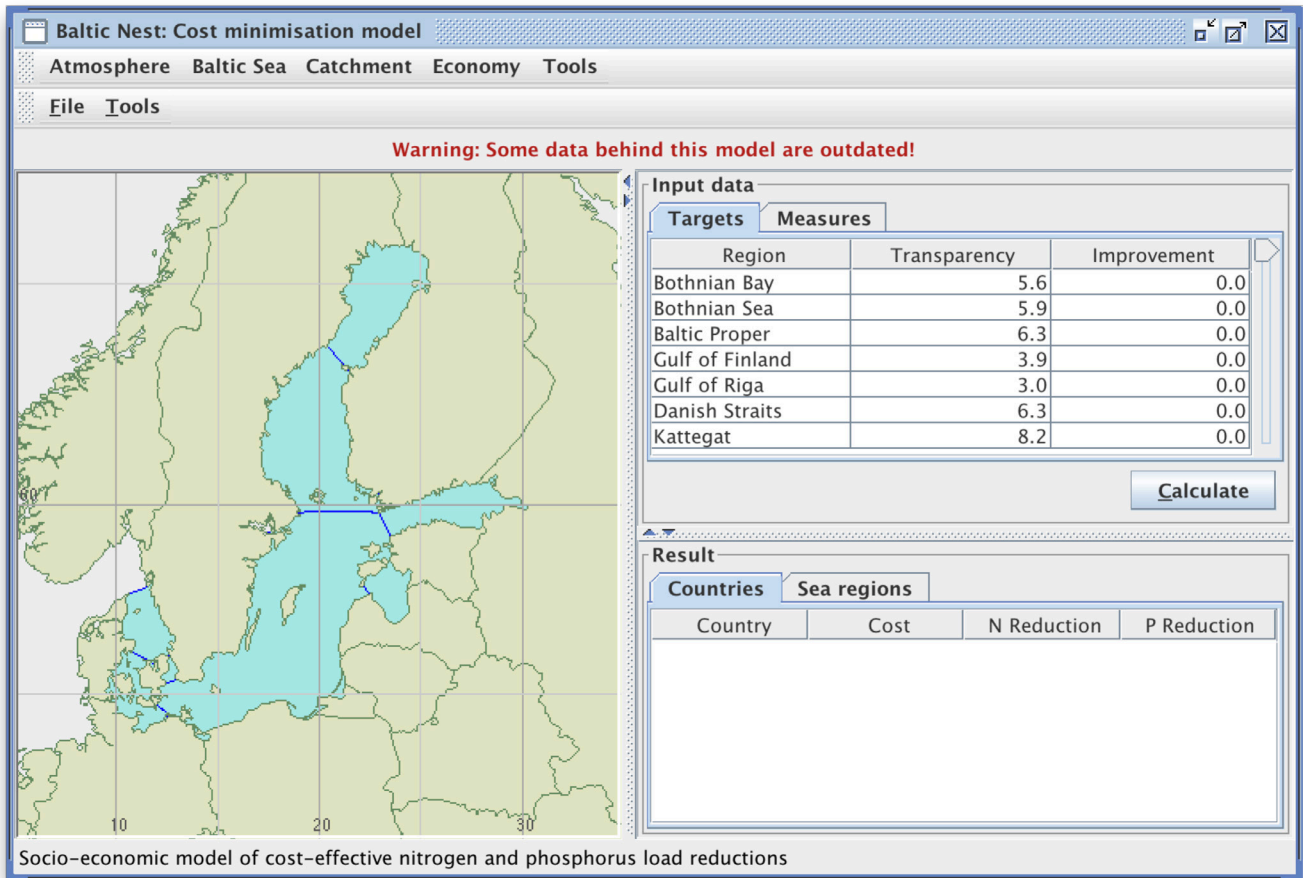 Baltic Nest: Cost minimisation model
Atmosphere Baltic Sea Catchment Economy Tools
File Tools
Warning: Some data behind this model are outdated!
60
10 20 30
Input data
Targets Measures
Region Transparency Improvement
Bothnian Bay 5.6 0.0
Bothnian Sea 5.9 0.0
Baltic Proper 6.3 0.0
Gulf of Finland 3.9 0.0
Gulf of Riga 3.0 0.0
Danish Straits 6.3 0.0
Kattegat 8.2 0.0
Calculate
Result
Countries Sea regions
Country Cost N Reduction P Reduction
Socio-economic model of cost-effective nitrogen and phosphorus load reductions